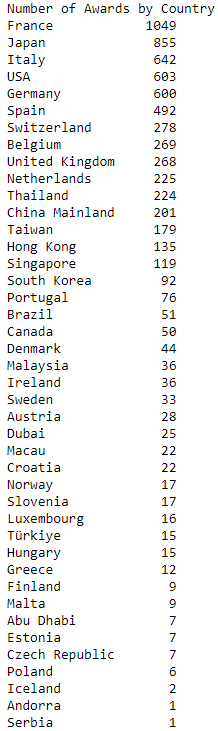 Number of Awards by Country
France 1049
Japan 855
Italy 642
USA 603
Germany 600
Spain 492
Switzerland 278
Belgium 269
United Kingdom 268
Netherlands 225
Thailand 224
China Mainland 201
Taiwan 179
Hong Kong 135
Singapore 119
South Korea 92
Portugal 76
Brazil 51
Canada 50
Denmark 44
Malaysia 36
Ireland 36
Sweden 33
Austria 28
Dubai 25
Macau 22
Croatia 22
Norway 17
Slovenia 17
Luxembourg 16
Türkiye 15
Hungary 15
Greece 12
Finland 9
Malta 9
Abu Dhabi 7
Estonia 7
Czech Republic 7
Poland 6
Iceland 2
Andorra 1
Serbia 1